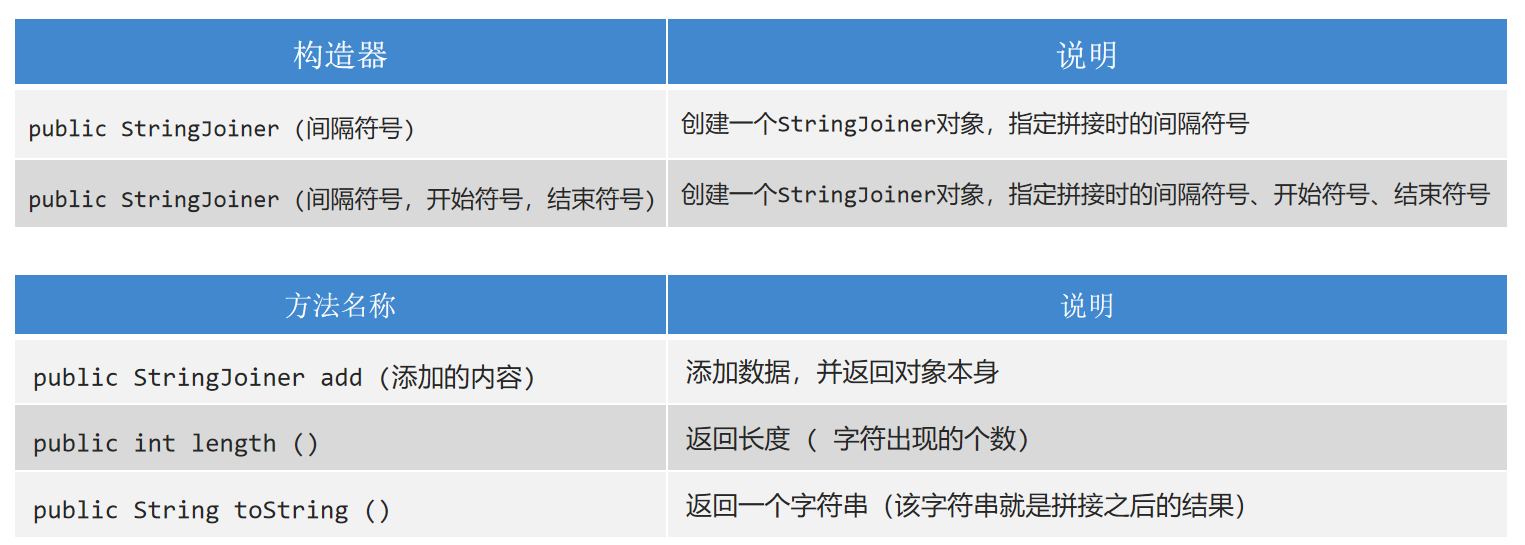 构造器 说明
public StringJoiner (间隔符号) 创建一个StringJoiner对象，指定拼接时的间隔符号
public StringJoiner (间隔符号，开始符号，结束符号) 创建一个StringJoiner对象，指定拼接时的间隔符号、开始符号、结束符号
方法名称 说明
public StringJoiner add (添加的内容) 添加数据，并返回对象本身
public int length () 返回长度 ( 字符出现的个数)
public String toString () 返回一个字符串 (该字符串就是拼接之后的结果)